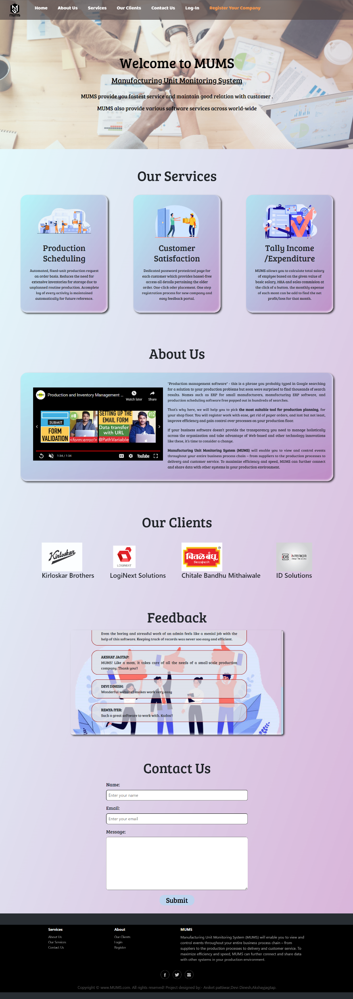 MUMS
Home About Us Services Our Clients Contact Us Log-In Register Your Company
Welcome to MUMS
Manufacturing Unit Monitoring System
MUMS provide you fastest service and maintain good relation with customer .
MUMS also provide various software services across world-wide
Our Services
Production
Scheduling
Automated, fixed-unit production request
on order basis. Reduces the need for
extensive inventories for storage due to
unplanned routine production. Acomplete
log of every activity is maintained
automatically for future reference.
Customer
Satisfaction
Dedicated password protedcted page for
each customer which provides hassel-free
access all details pertaining the older
order. One-click oder placement. One step
registration process for new company and
easy feedback portal.
Tally Income
/Expenditure
MUMS allows you to calculate total salary
of emplyee based on the given value of
basic salary, HRA and sales commision at
the click of a button. the monthly expense
of each mont can be add to find the net
profit/loss for that month.
About Us
katana
Production and Inventory Management ...
Watch later Share
SUBMIT
FORM
VALIDATION
#8
<form:error/>
SETTING UP THE
EMAIL FORM
Data transfer
with URL
@PathVariable
#12
1:34 / 1:34
CC
YouTube
"Production management software" - this is a phrase you probably typed in Google searching
for a solution to your production problems but soon were surprised to find thousands of search
results. Names such as ERP for small manufacturers, manufacturing ERP software, and
production scheduling software free popped out in hundreds of searches.
That's why here, we will help you to pick the most suitable tool for production planning, for
your shop floor. You will register work with ease, get rid of paper orders, and last but not least,
improve efficiency and gain control over processes on your production floor.
If your business software doesn't provide the transparency you need to manage holistically
across the organization and take advantage of Web-based and other technology innovations
like these, it's time to consider a change.
Manufacturing Unit Monitoring System (MUMS) will enable you to view and control events
throughout your entire business process chain – from suppliers to the production processes to
delivery and customer service. To maximize efficiency and speed, MUMS can further connect
and share data with other systems in your production environment.
Our Clients
Kirloskar
Kirloskar Brothers
LOGINEXT
LogiNext Solutions
चितळे बंधू
मिठाईवाले
®
Chitale Bandhu Mithaiwale
iDS INTERIOR
Design Solutions
ID Solutions
Feedback
Even the boring and stressful work of an admin feels like a menial job with the
help of this software. Keeping track of records was never soo easy and efficient.
AKSHAY JAGTAP:
MUMS! Like a mom, it takes care of all the needs of a small-scale production
company. Thank you!!
DEVI DINESH:
Wonderful website!! makes work very easy
REMYA IYER:
Such a great software to work with. Kudos!!
Contact Us
Name:
Enter your name
Email:
Enter your email
Message:
Submit
Services
About Us
Our Services
Contact Us
About
Our Clients
Login
Register
MUMS
Manufacturing Unit Monitoring System (MUMS) will enable you to view and
control events throughout your entire business process chain – from
suppliers to the production processes to delivery and customer service. To
maximize efficiency and speed, MUMS can further connect and share data
with other systems in your production environment.
Copyright © www.MUMS.com. All rights reserved! Project designed by:- Aniket pattiwar,Devi Dinesh,Akshayjagtap.